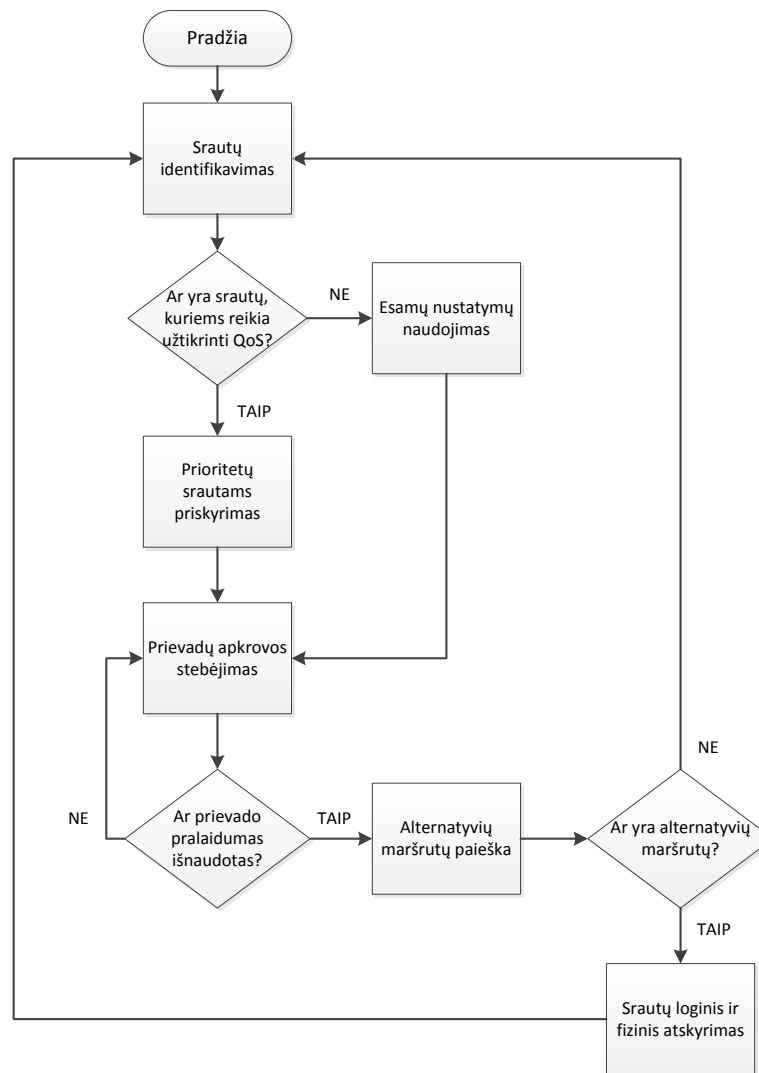 Pradžia
Srautų
identifikavimas
Ar yra srautų,
kuriems reikia
užtikrinti QoS?
NE
Esamų nustatymų
naudojimas
TAIP
Prioritetų
srautams
priskyrimas
Prievadų apkrovos
stebėjimas
NE
Ar prievado
pralaidumas
išnaudotas?
TAIP
Alternatyvių
maršrutų paieška
NE
Ar yra alternatyvių
maršrutų?
TAIP
Srautų loginis ir
fizinis atskyrimas